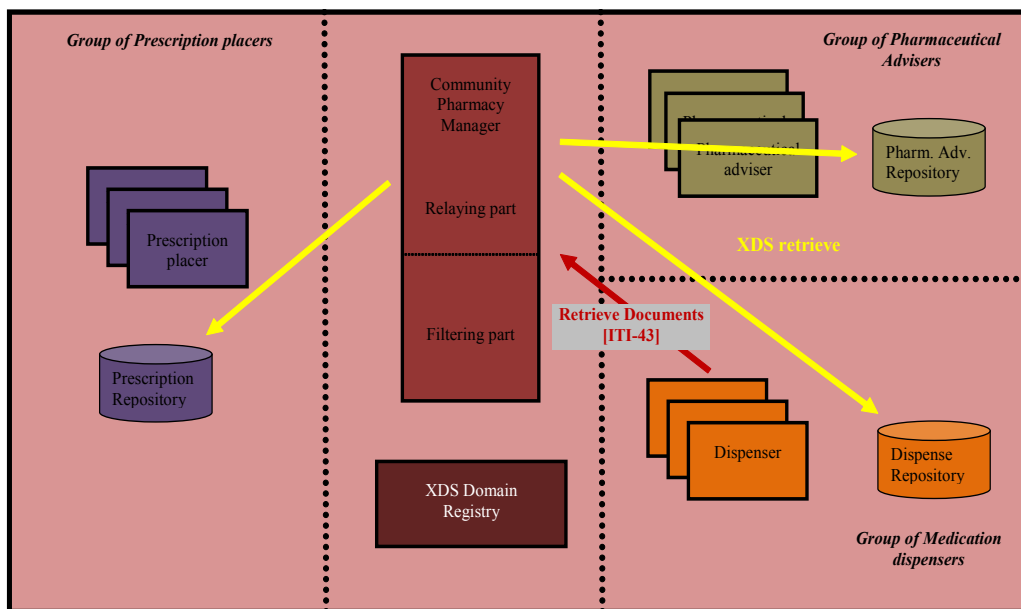 Group of Prescription placers
Prescription
placer
Prescription
Repository
Community
Pharmacy
Manager
Relaying part
Filtering part
XDS Domain
Registry
Group of Pharmaceutical
Advisers
Pharmaceutical
adviser
Pharm. Adv.
Repository
XDS retrieve
Retrieve Documents
[ITI-43]
Dispenser
Dispense
Repository
Group of Medication
dispensers